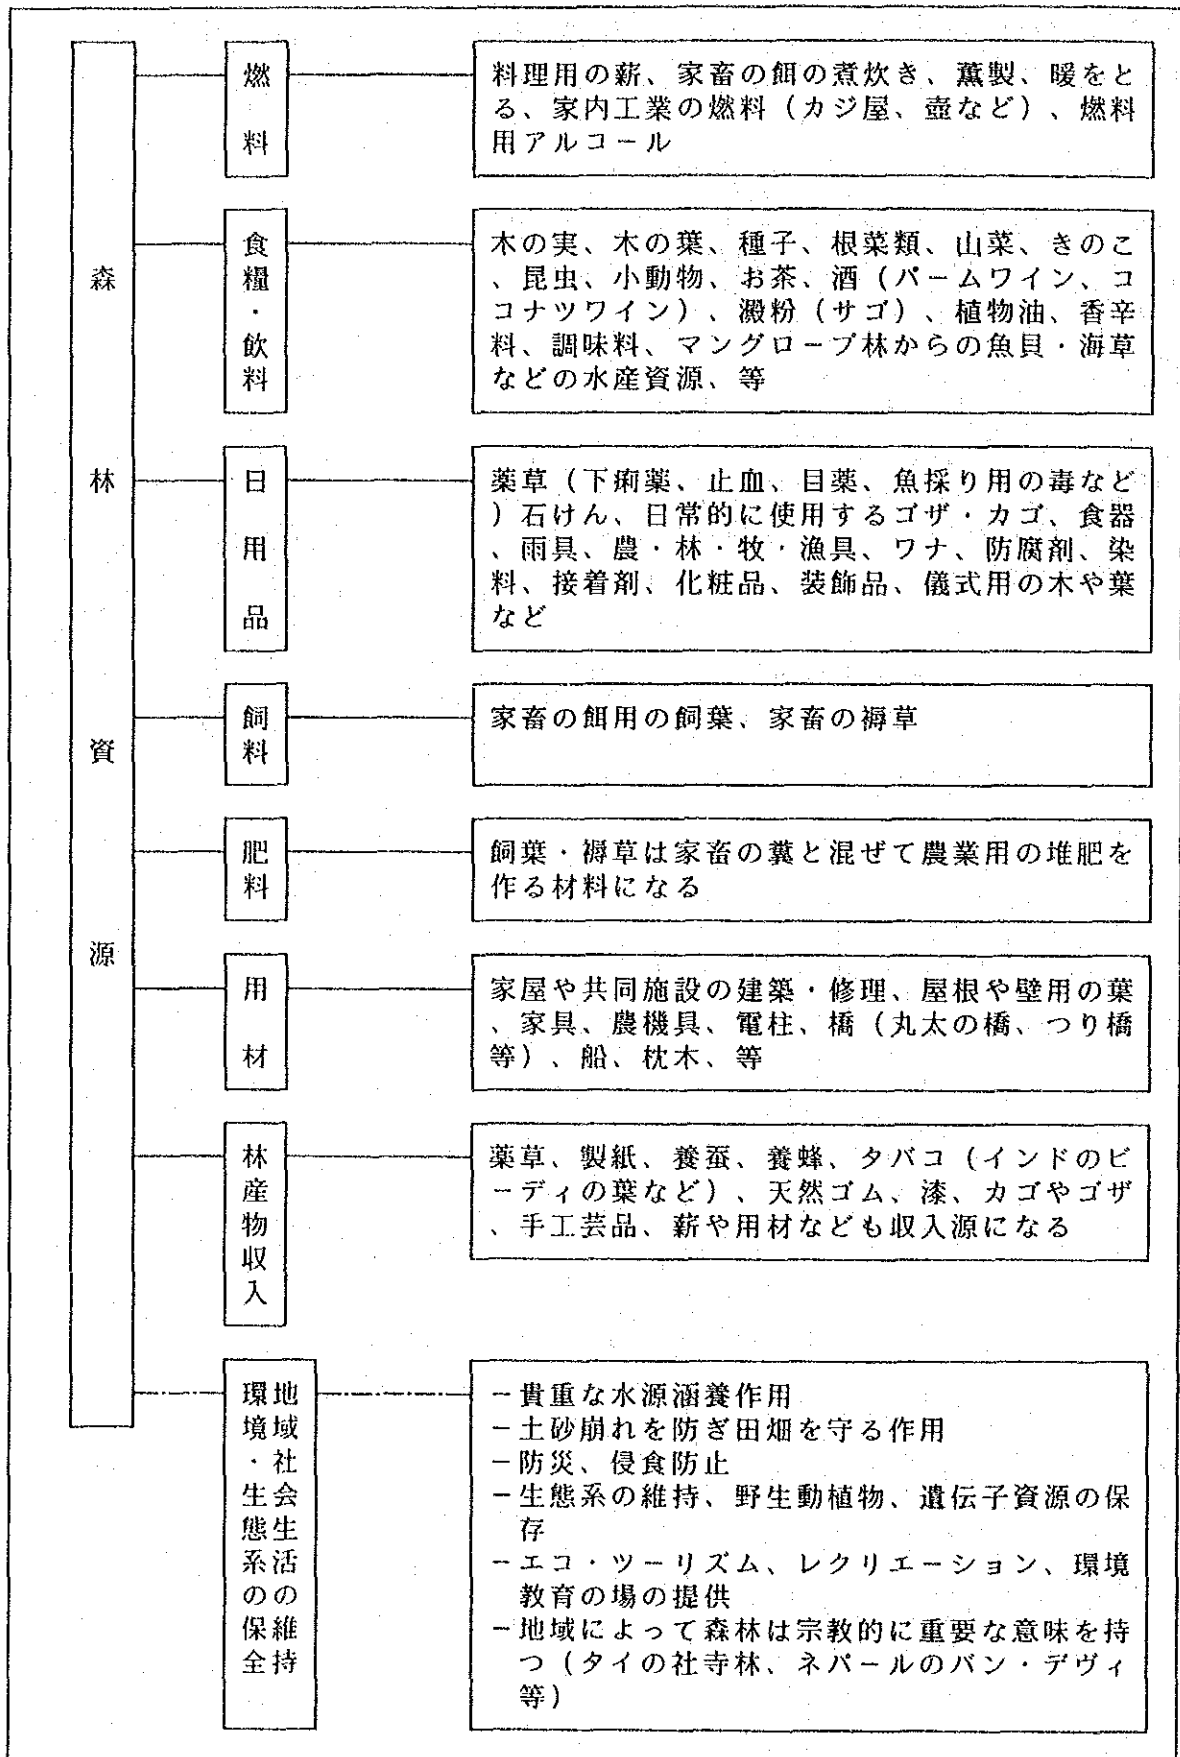 森林資源
燃料
料理用の薪、家畜の餌の煮炊き、薫製、暖をと
る、家内工業の燃料（カジ屋、壺など）、燃料
用アルコール
食糧・飲料
木の実、木の葉、種子、根菜類、山菜、きのこ
、昆虫、小動物、お茶、酒（パームワイン、コ
コナツワイン）、澱粉（サゴ）、植物油、香辛
料、調味料、マングローブ林からの魚貝・海草
などの水産資源、等
日用品
薬草（下痢薬、止血、目薬、魚採り用の毒など
）石けん、日常的に使用するゴザ・カゴ、食器
、雨具、農・林・牧・漁具、ワナ、防腐剤、染
料、接着剤、化粧品、装飾品、儀式用の木や葉
など
飼料
家畜の餌用の飼葉、家畜の褥草
肥料
飼葉・褥草は家畜の糞と混ぜて農業用の堆肥を
作る材料になる
用材
家屋や共同施設の建築・修理、屋根や壁用の葉
、家具、農機具、電柱、橋（丸太の橋、つり橋
等）、船、枕木、等
林産物収入
薬草、製紙、養蚕、養蜂、タバコ（インドのビ
ーディの葉など）、天然ゴム、漆、カゴやゴザ
、手工芸品、薪や用材なども収入源になる
地域社会生活の維持
環境・生態系の保全
－貴重な水源涵養作用
－土砂崩れを防ぎ田畑を守る作用
－防災、侵食防止
－生態系の維持、野生動植物、遺伝子資源の保
存
－エコ・ツーリズム、レクリエーション、環境
教育の場の提供
－地域によって森林は宗教的に重要な意味を持
つ（タイの社寺林、ネパールのバン・デヴィ
等）